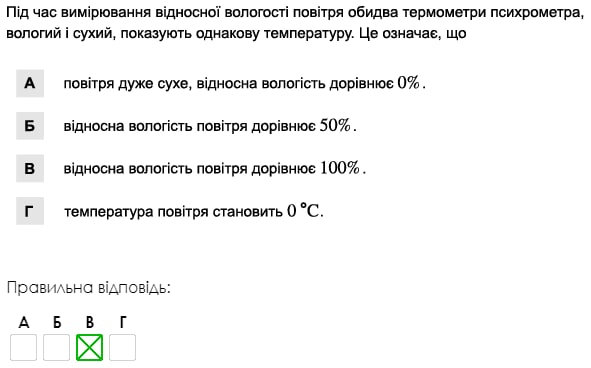 Під час вимірювання відносної вологості повітря обидва термометри психрометра,
вологий і сухий, показують однакову температуру. Це означає, що
А повітря дуже сухе, відносна вологість дорівнює 0%.
Б відносна вологість повітря дорівнює 50%.
В відносна вологість повітря дорівнює 100%.
Г температура повітря становить 0 °C.
Правильна відповідь:
А Б В Г